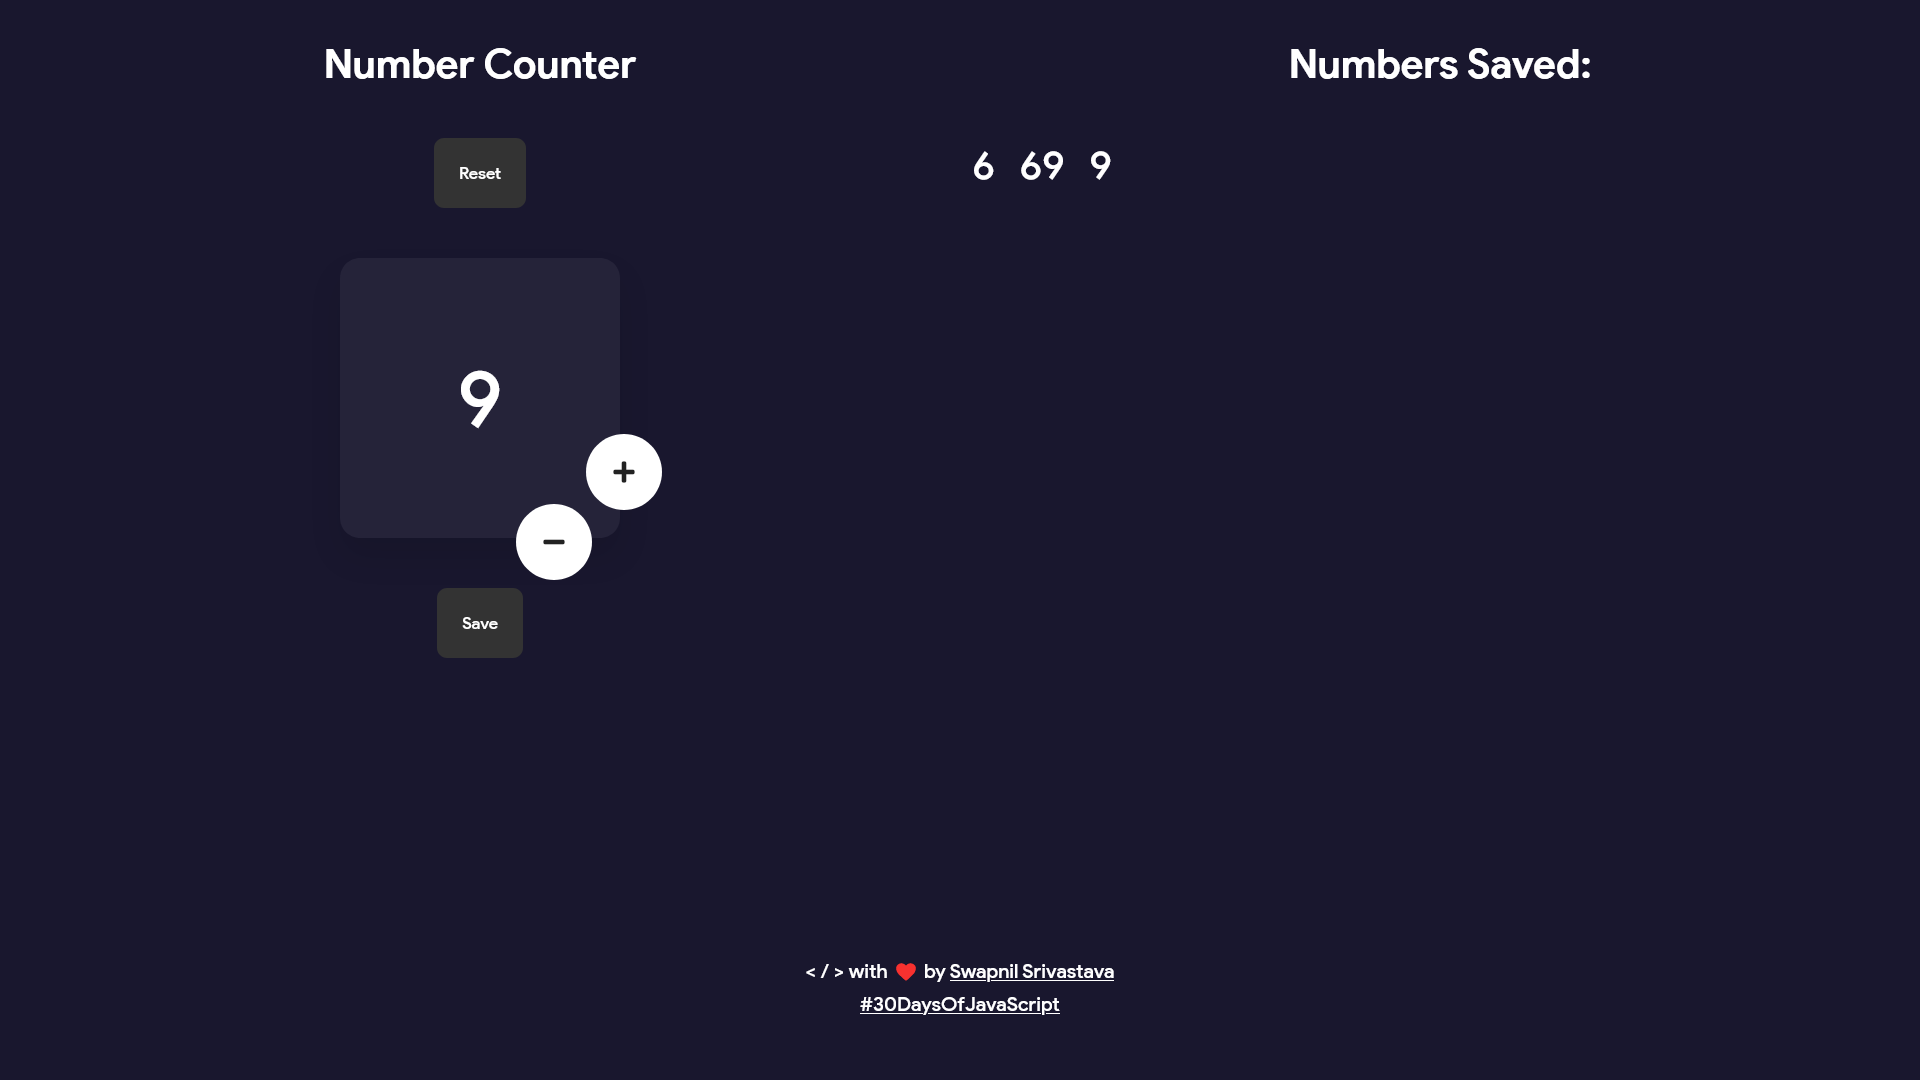 Number Counter
Reset
9
+
−
Save
Numbers Saved:
6 69 9
< / > with ❤️ by Swapnil Srivastava
#30DaysOfJavaScript